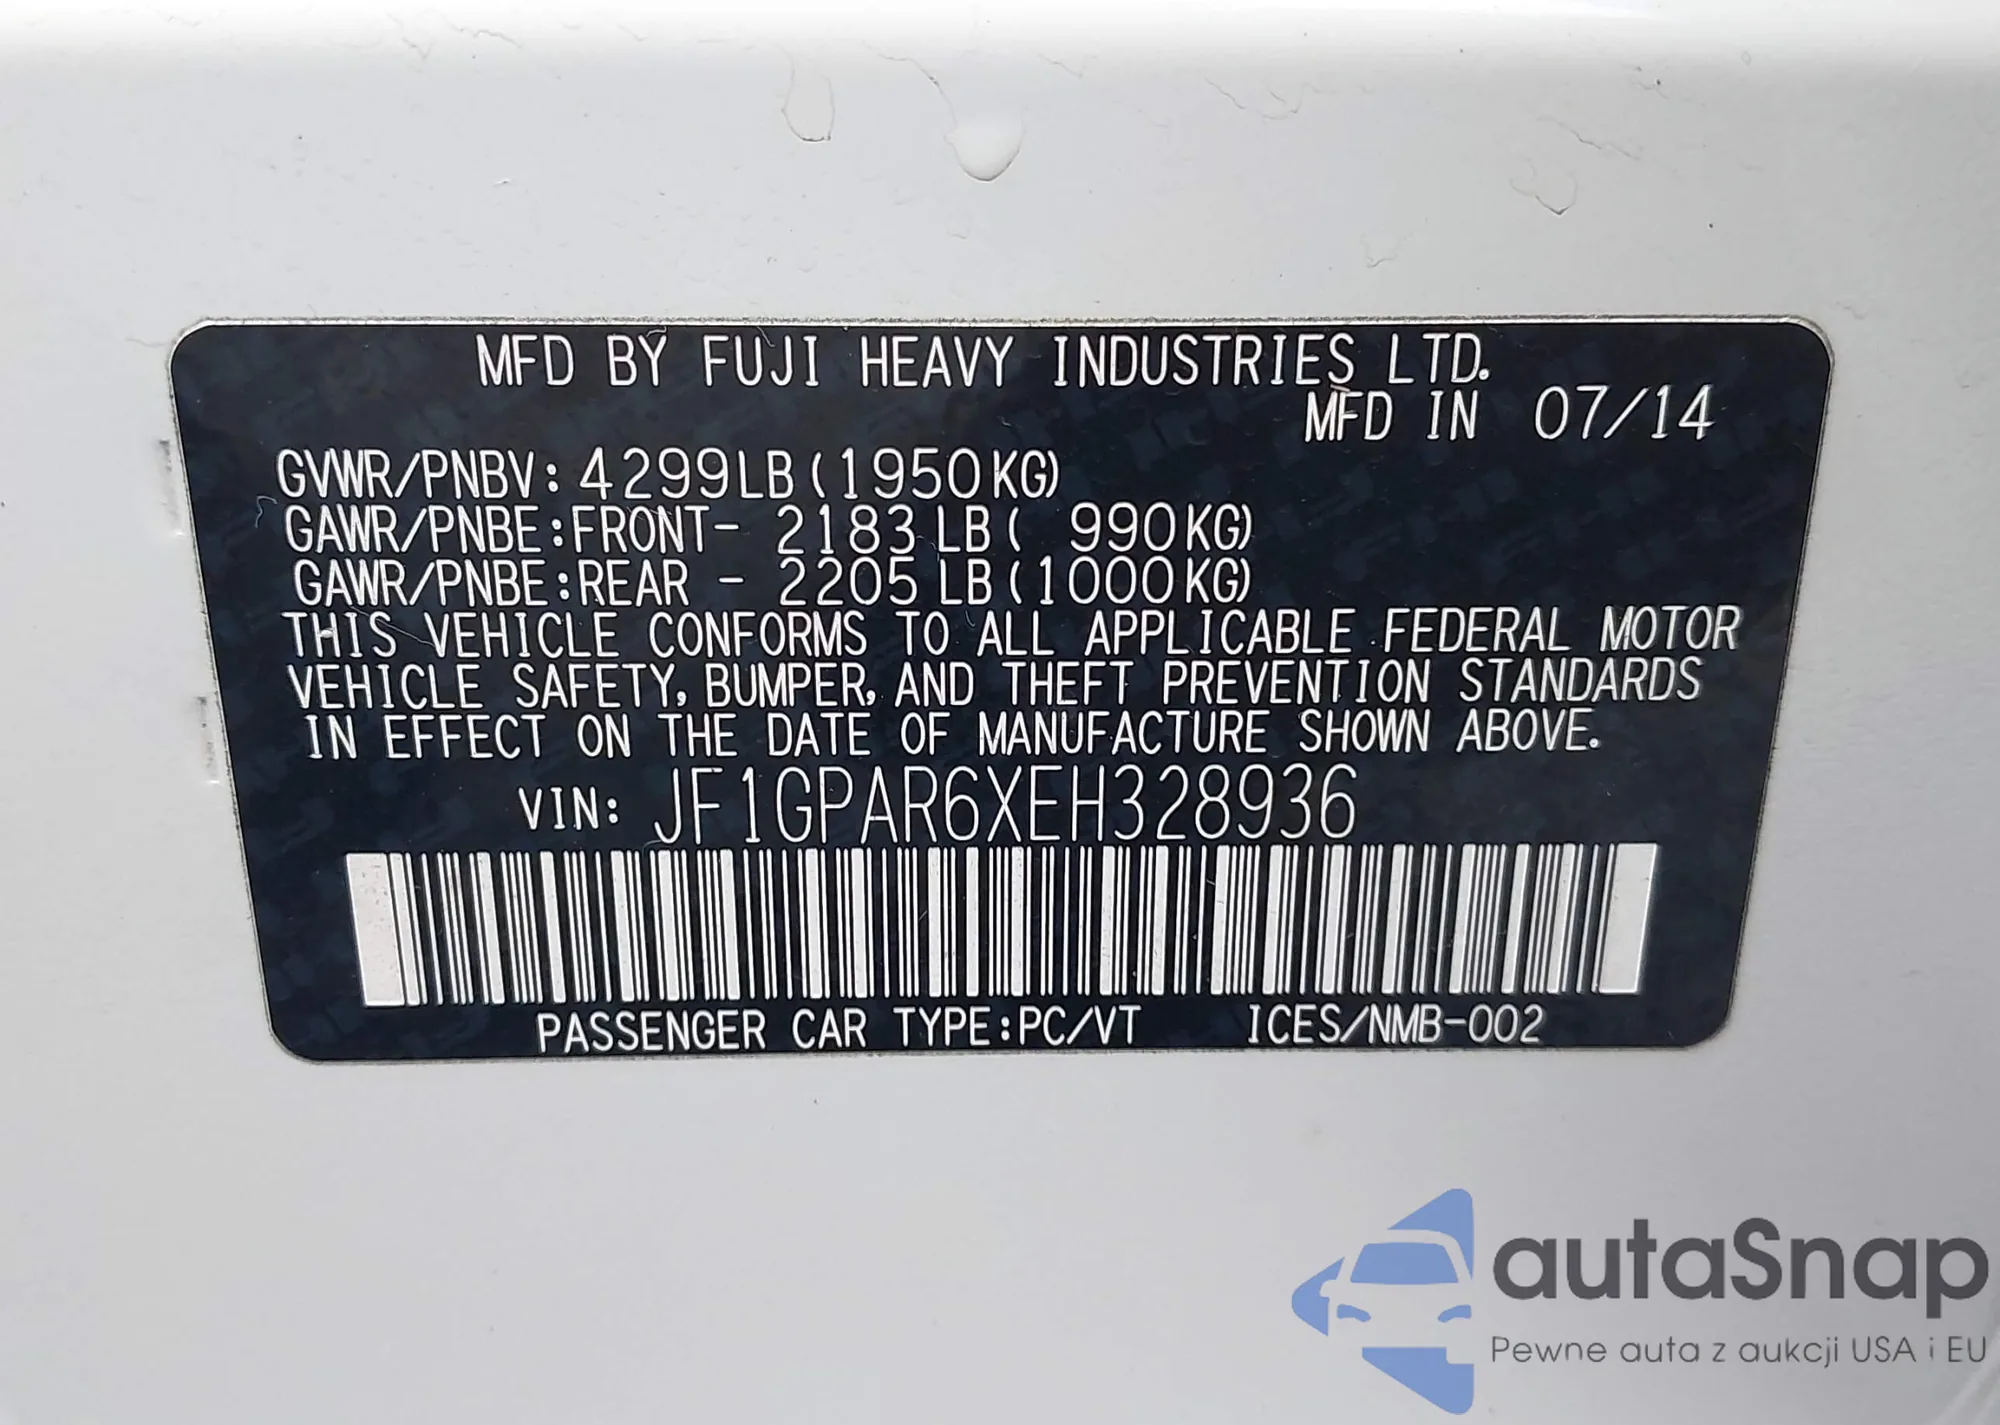 MFD BY FUJI HEAVY INDUSTRIES LTD.
MFD IN 07/14
GVWR/PNBV: 4299LB(1950KG)
GAWR/PNBE:FRONT- 2183 LB( 990KG)
GAWR/PNBE:REAR - 2205 LB(1000KG)
THIS VEHICLE CONFORMS TO ALL APPLICABLE FEDERAL MOTOR
VEHICLE SAFETY, BUMPER, AND THEFT PREVENTION STANDARDS
IN EFFECT ON THE DATE OF MANUFACTURE SHOWN ABOVE.
VIN: JF1GPAR6XEH328936
PASSENGER CAR TYPE:PC/VT ICES/NMB-002
autaSnap
Pewne auta z aukcji USA i EU